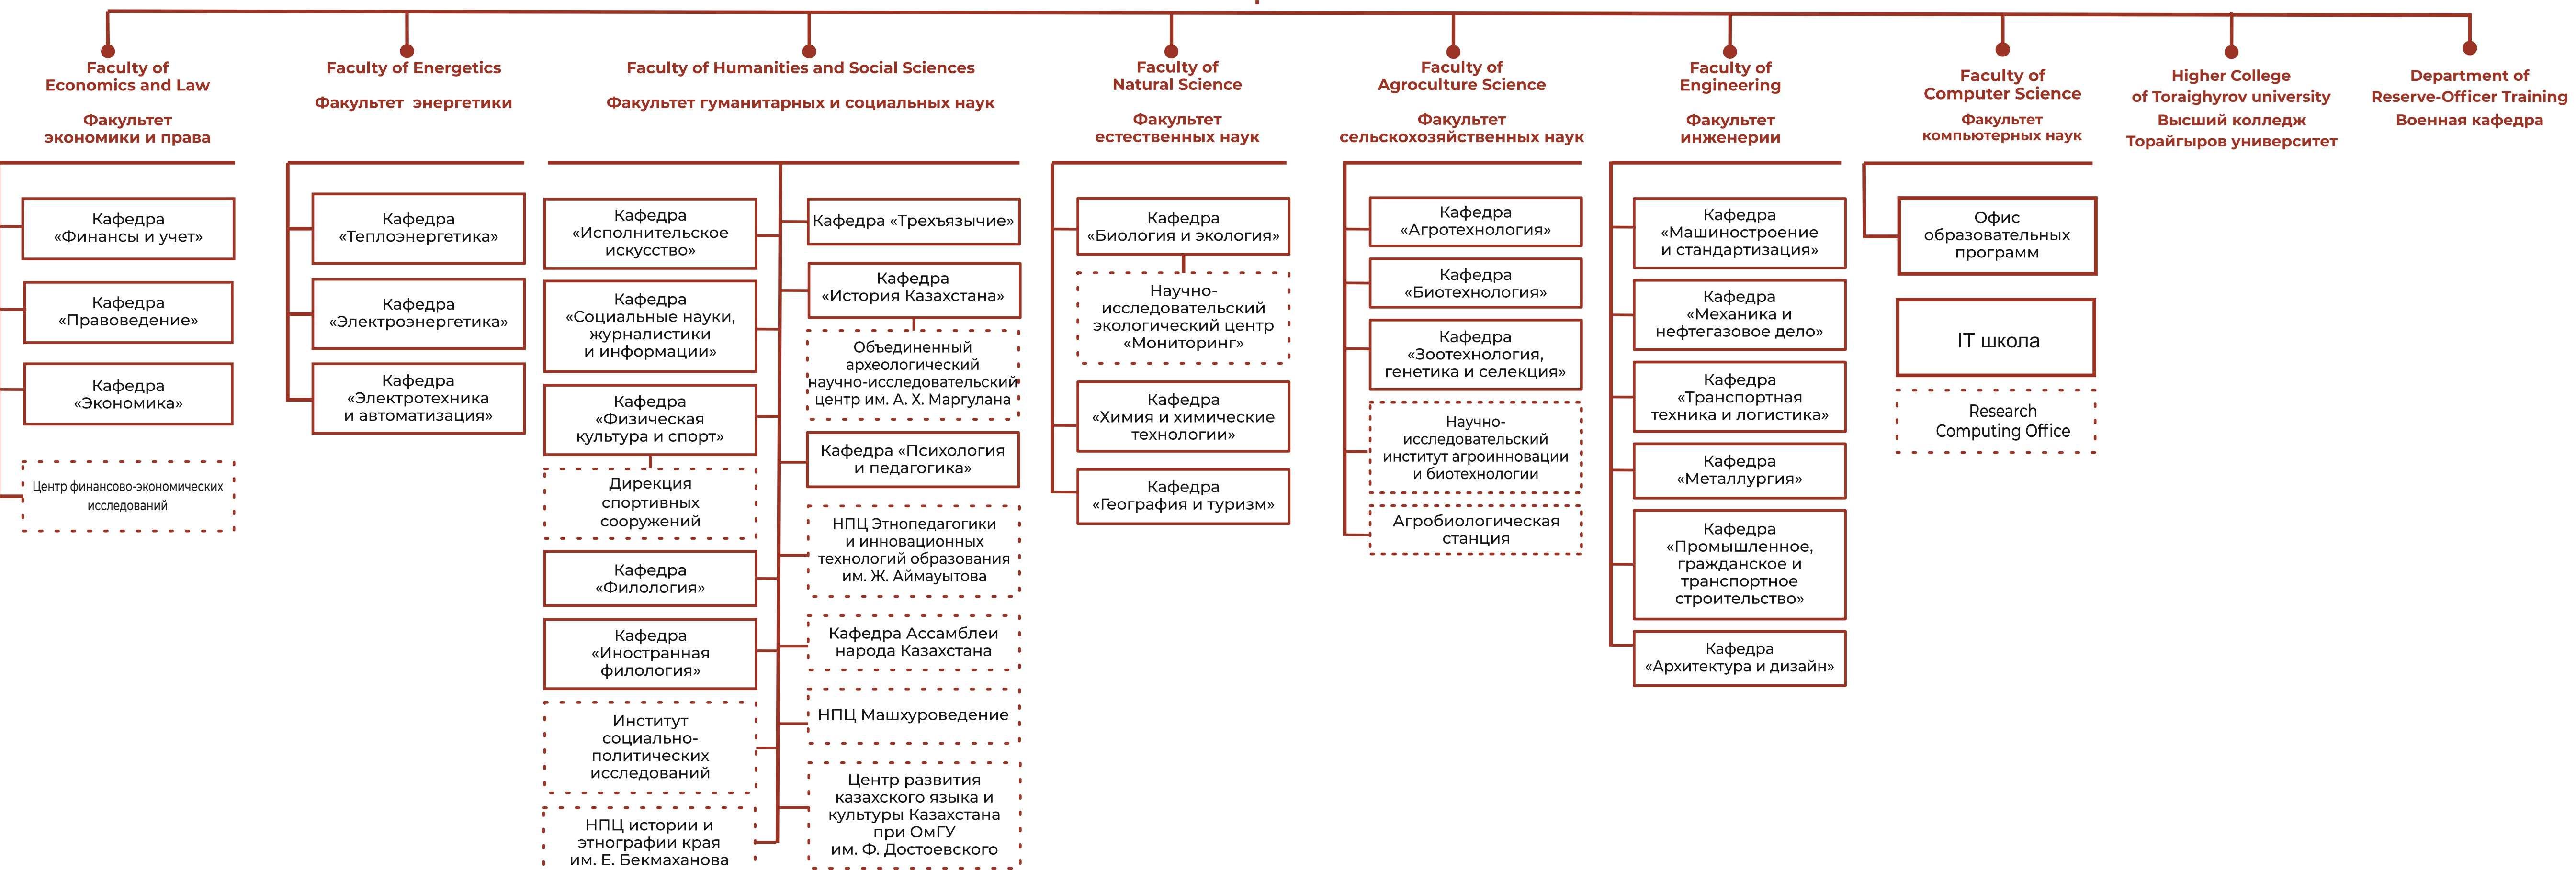 Faculty of
Economics and Law
Факультет
экономики и права
Кафедра
«Финансы и учет»
Кафедра
«Правоведение»
Кафедра
«Экономика»
Центр финансово-экономических
исследований
Faculty of Energetics
Факультет энергетики
Кафедра
«Теплоэнергетика»
Кафедра
«Электроэнергетика»
Кафедра
«Электротехника
и автоматизация»
Faculty of Humanities and Social Sciences
Факультет гуманитарных и социальных наук
Кафедра
«Исполнительское
искусство»
Кафедра
«Социальные науки,
журналистики
и информации»
Кафедра
«Физическая
культура и спорт»
Дирекция
спортивных
сооружений
Кафедра
«Филология»
Кафедра
«Иностранная
филология»
Институт
социально-
политических
исследований
НПЦ истории и
этнографии края
им. Е. Бекмаханова
Кафедра «Трехъязычие»
Кафедра
«История Казахстана»
Объединенный
археологический
научно-исследовательский
центр им. А. Х. Маргулана
Кафедра «Психология
и педагогика»
НПЦ Этнопедагогики
и инновационных
технологий образования
им. Ж. Аймауытова
Кафедра Ассамблеи
народа Казахстана
НПЦ Машхуроведение
Центр развития
казахского языка и
культуры Казахстана
при ОмГУ
им. Ф. Достоевского
Faculty of
Natural Science
Факультет
естественных наук
Кафедра
«Биология и экология»
Научно-
исследовательский
экологический центр
«Мониторинг»
Кафедра
«Химия и химические
технологии»
Кафедра
«География и туризм»
Faculty of
Agroculture Science
Факультет
сельскохозяйственных наук
Кафедра
«Агротехнология»
Кафедра
«Биотехнология»
Кафедра
«Зоотехнология,
генетика и селекция»
Научно-
исследовательский
институт агроинновации
и биотехнологии
Агробиологическая
станция
Faculty of
Engineering
Факультет
инженерии
Кафедра
«Машиностроение
и стандартизация»
Кафедра
«Механика и
нефтегазовое дело»
Кафедра
«Транспортная
техника и логистика»
Кафедра
«Металлургия»
Кафедра
«Промышленное,
гражданское и
транспортное
строительство»
Кафедра
«Архитектура и дизайн»
Faculty of
Computer Science
Факультет
компьютерных наук
Офис
образовательных
программ
IT школа
Research
Computing Office
Higher College
of Toraighyrov university
Высший колледж
Торайгыров университет
Department of
Reserve-Officer Training
Военная кафедра